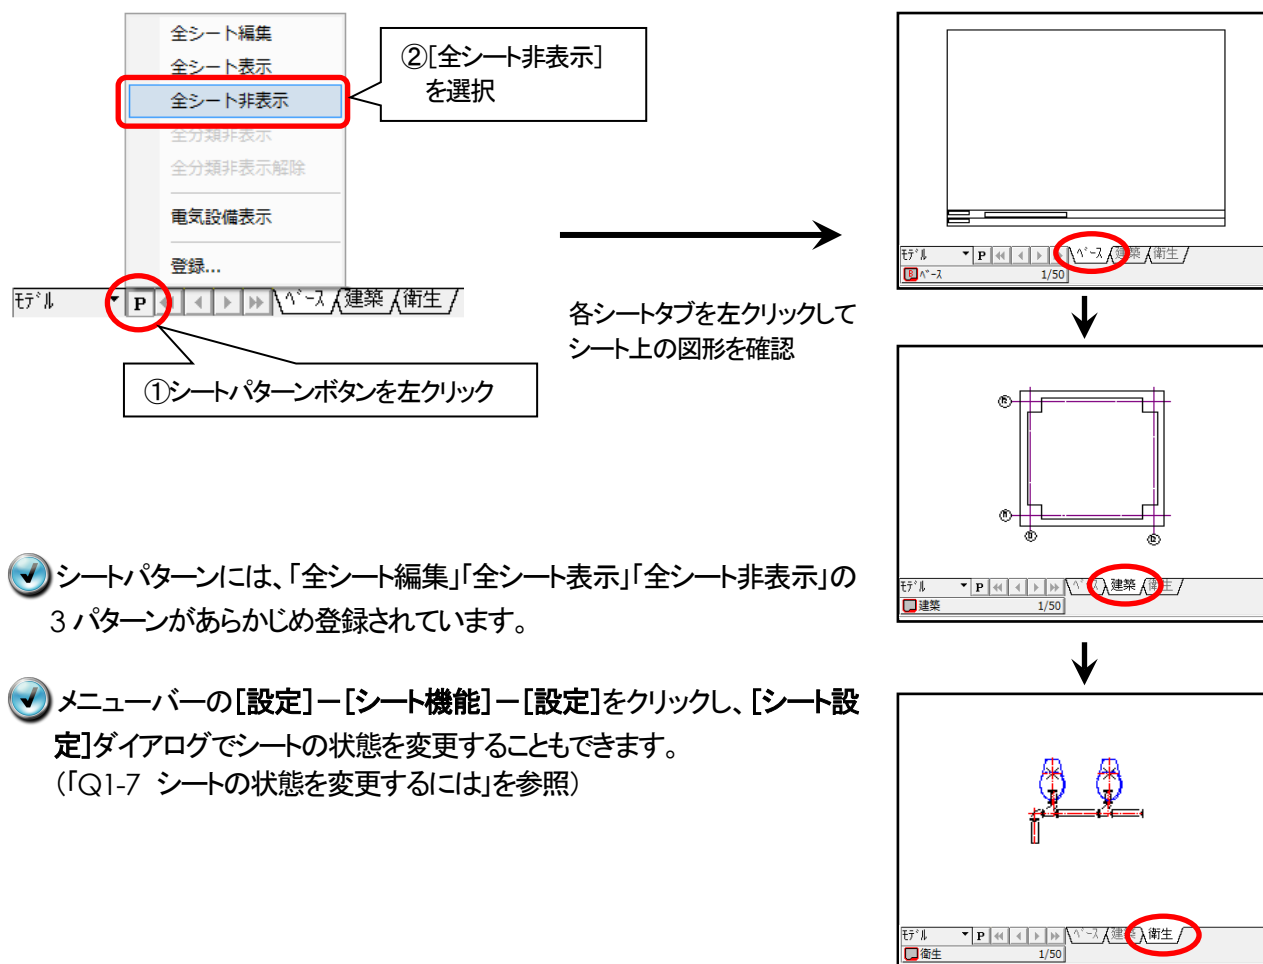 全シート編集
全シート表示
全シート非表示
全分類非表示
全分類非表示解除
電気設備表示
登録...
②[全シート非表示]
を選択
ﾓﾃﾞﾙ P ﾍﾞｰｽ 建築 衛生
①シートパターンボタンを左クリック
各シートタブを左クリックして
シート上の図形を確認
ﾓﾃﾞﾙ P ﾍﾞｰｽ 建築 衛生
B ﾍﾞｰｽ 1/50
ﾓﾃﾞﾙ P 建築 衛生
建築 1/50
ﾓﾃﾞﾙ P ﾍﾞｰｽ 建築 衛生
衛生 1/50
シートパターンには、「全シート編集」「全シート表示」「全シート非表示」の
3 パターンがあらかじめ登録されています。
メニューバーの[設定]－[シート機能]－[設定]をクリックし、[シート設
定]ダイアログでシートの状態を変更することもできます。
（「Q1-7 シートの状態を変更するには」を参照）